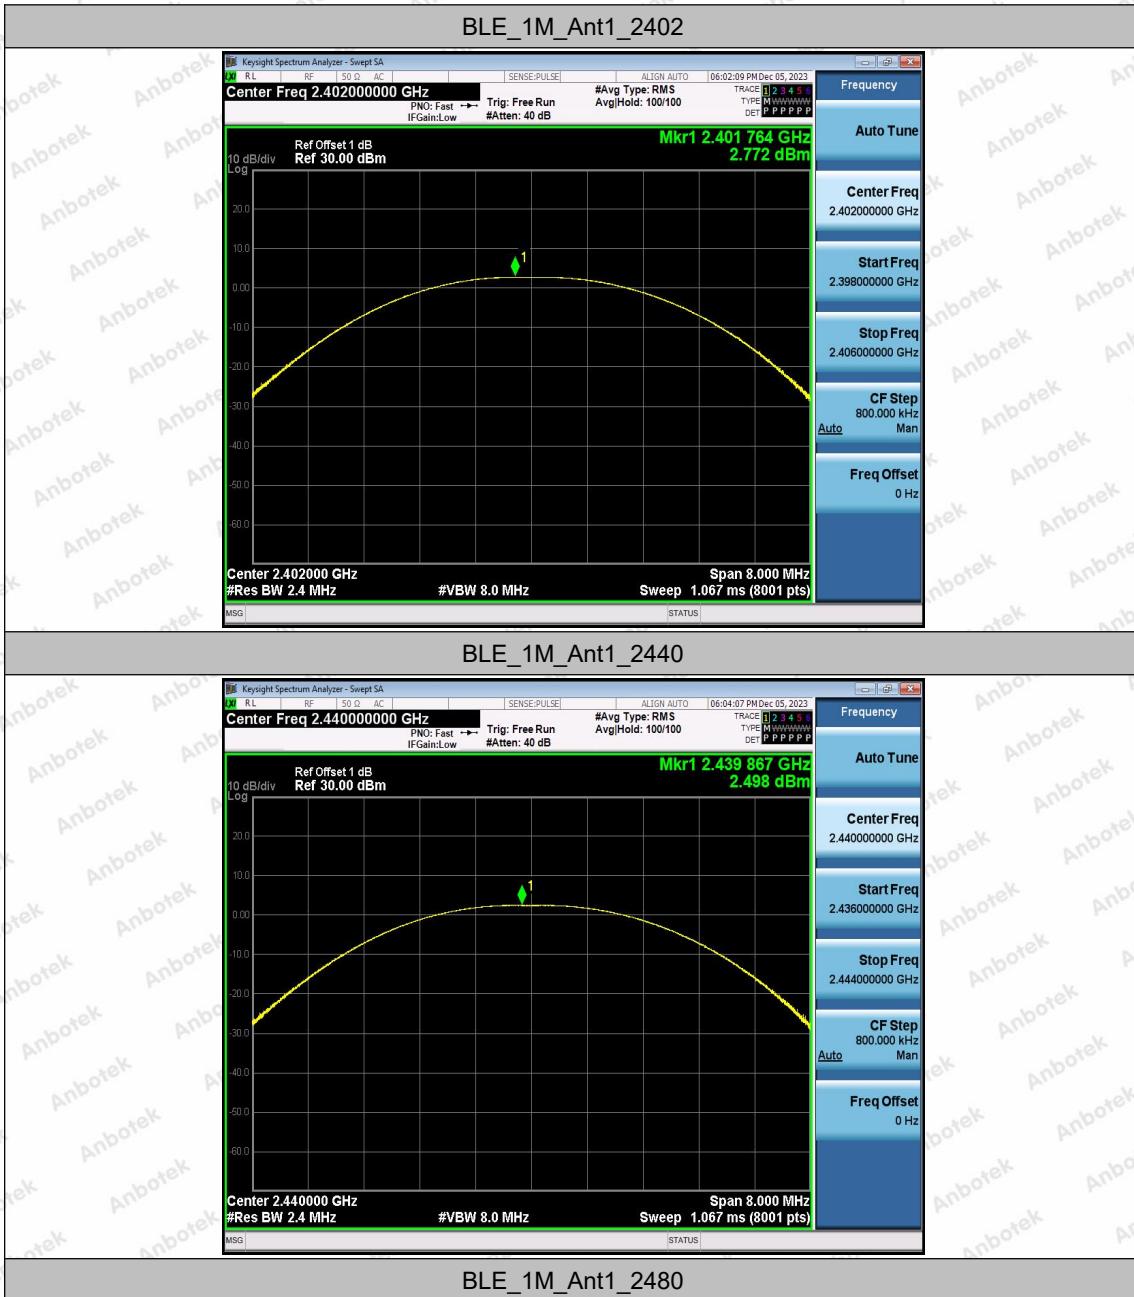 BLE_1M_Ant1_2402
Keysight Spectrum Analyzer - Swept SA
LXI RL RF 50 Ω AC SENSE:PULSE ALIGN AUTO 06:02:09 PM Dec 05, 2023
Center Freq 2.402000000 GHz
PNO: Fast
IFGain:Low
Trig: Free Run
#Atten: 40 dB
#Avg Type: RMS
Avg|Hold: 100/100
TRACE 1 2 3 4 5 6
TYPE M WWWWW
DET P P P P P P
Ref Offset 1 dB
10 dB/div Ref 30.00 dBm
Log
Mkr1 2.401 764 GHz
2.772 dBm
1
20.0
10.0
0.00
-10.0
-20.0
-30.0
-40.0
-50.0
-60.0
Center 2.402000 GHz Span 8.000 MHz
#Res BW 2.4 MHz #VBW 8.0 MHz Sweep 1.067 ms (8001 pts)
MSG STATUS
Frequency
Auto Tune
Center Freq
2.402000000 GHz
Start Freq
2.398000000 GHz
Stop Freq
2.406000000 GHz
CF Step
800.000 kHz
Auto Man
Freq Offset
0 Hz
BLE_1M_Ant1_2440
Keysight Spectrum Analyzer - Swept SA
LXI RL RF 50 Ω AC SENSE:PULSE ALIGN AUTO 06:04:07 PM Dec 05, 2023
Center Freq 2.440000000 GHz
PNO: Fast
IFGain:Low
Trig: Free Run
#Atten: 40 dB
#Avg Type: RMS
Avg|Hold: 100/100
TRACE 1 2 3 4 5 6
TYPE M WWWWW
DET P P P P P P
Ref Offset 1 dB
10 dB/div Ref 30.00 dBm
Log
Mkr1 2.439 867 GHz
2.498 dBm
1
20.0
10.0
0.00
-10.0
-20.0
-30.0
-40.0
-50.0
-60.0
Center 2.440000 GHz Span 8.000 MHz
#Res BW 2.4 MHz #VBW 8.0 MHz Sweep 1.067 ms (8001 pts)
MSG STATUS
Frequency
Auto Tune
Center Freq
2.440000000 GHz
Start Freq
2.436000000 GHz
Stop Freq
2.444000000 GHz
CF Step
800.000 kHz
Auto Man
Freq Offset
0 Hz
BLE_1M_Ant1_2480
Anbotek